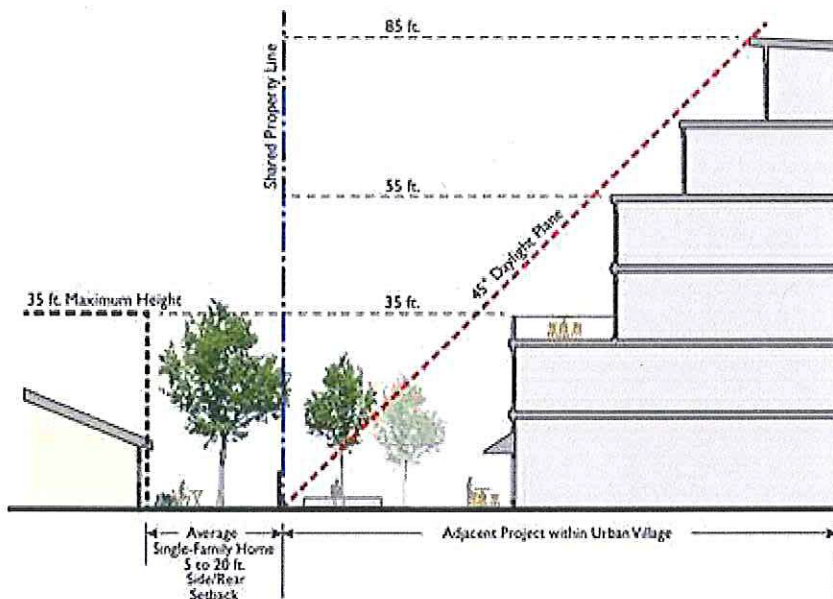 85 ft.
Shared Property Line
55 ft.
45° Daylight Plane
35 ft. Maximum Height
35 ft.
Average
Single-Family Home
5 to 20 ft.
Side/Rear
Setback
Adjacent Project within Urban Village